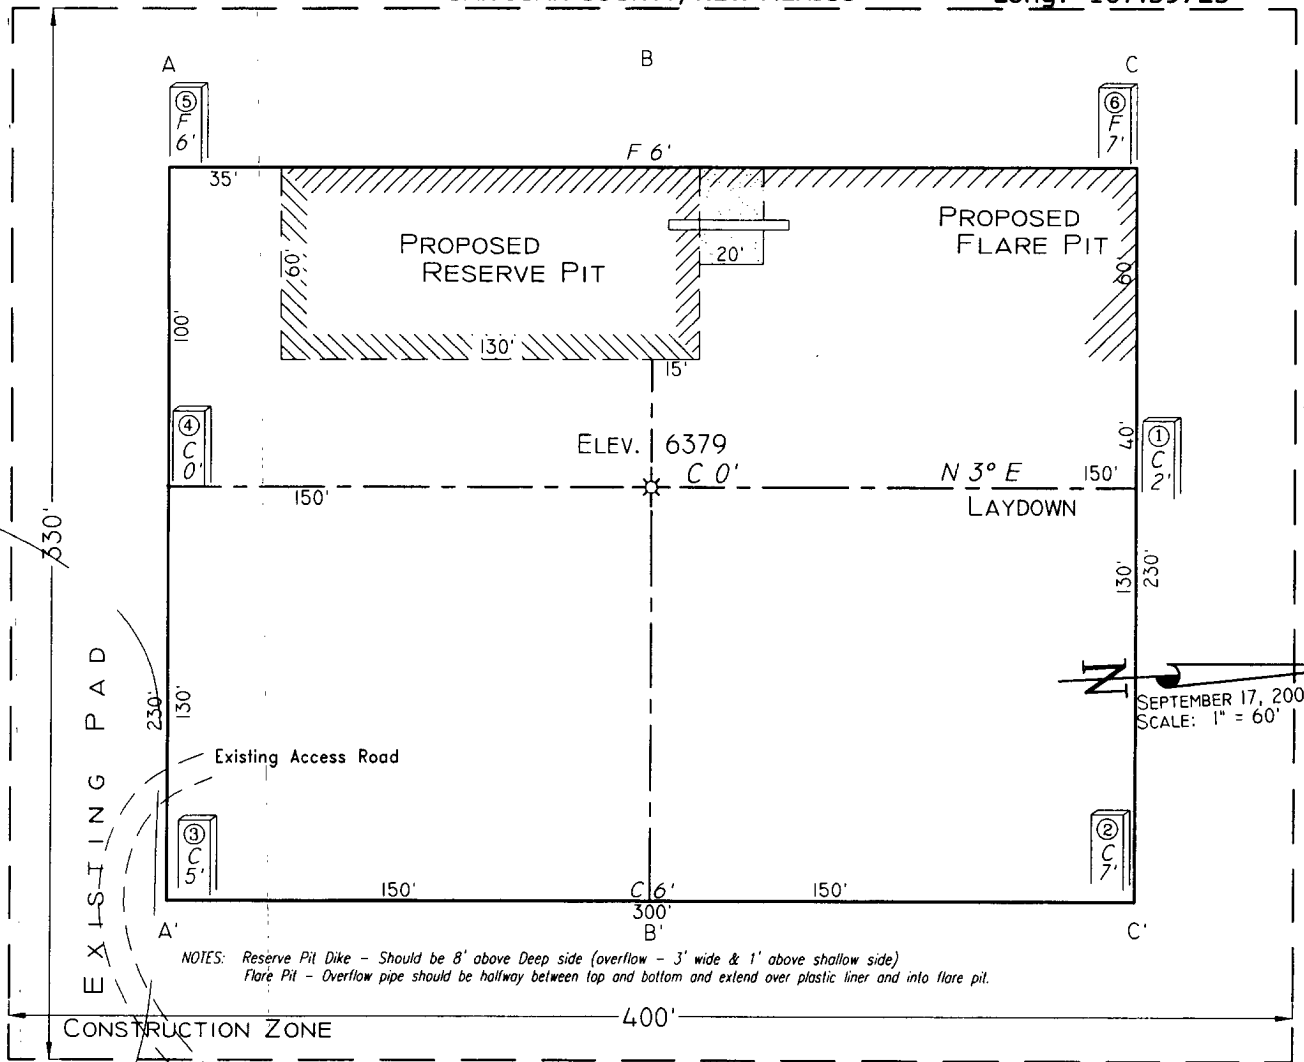 A
B
C
⑤
F
6'
⑥
F
7'
F 6'
35'
PROPOSED
RESERVE PIT
60'
20'
PROPOSED
FLARE PIT
60'
100'
130'
15'
④
C
0'
ELEV. 6379
C 0'
40'
①
C
2'
150'
N 3° E
150'
LAYDOWN
330'
130'
230'
EXISTING PAD
230'
130'
N
SEPTEMBER 17, 200
SCALE: 1" = 60'
Existing Access Road
③
C
5'
②
C
7'
150'
C 6'
150'
300'
A'
B'
C'
NOTES: Reserve Pit Dike – Should be 8' above Deep side (overflow – 3' wide & 1' above shallow side)
Flare Pit – Overflow pipe should be halfway between top and bottom and extend over plastic liner and into flare pit.
400'
CONSTRUCTION ZONE